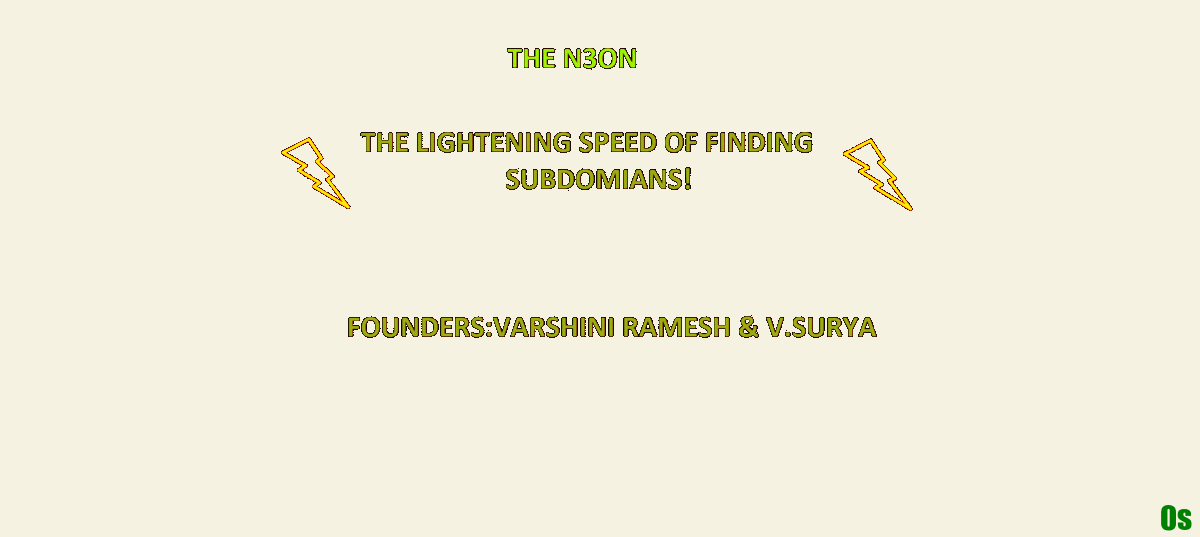 THE N3ON
THE LIGHTENING SPEED OF FINDING
SUBDOMIANS!
FOUNDERS:VARSHINI RAMESH & V.SURYA
0s